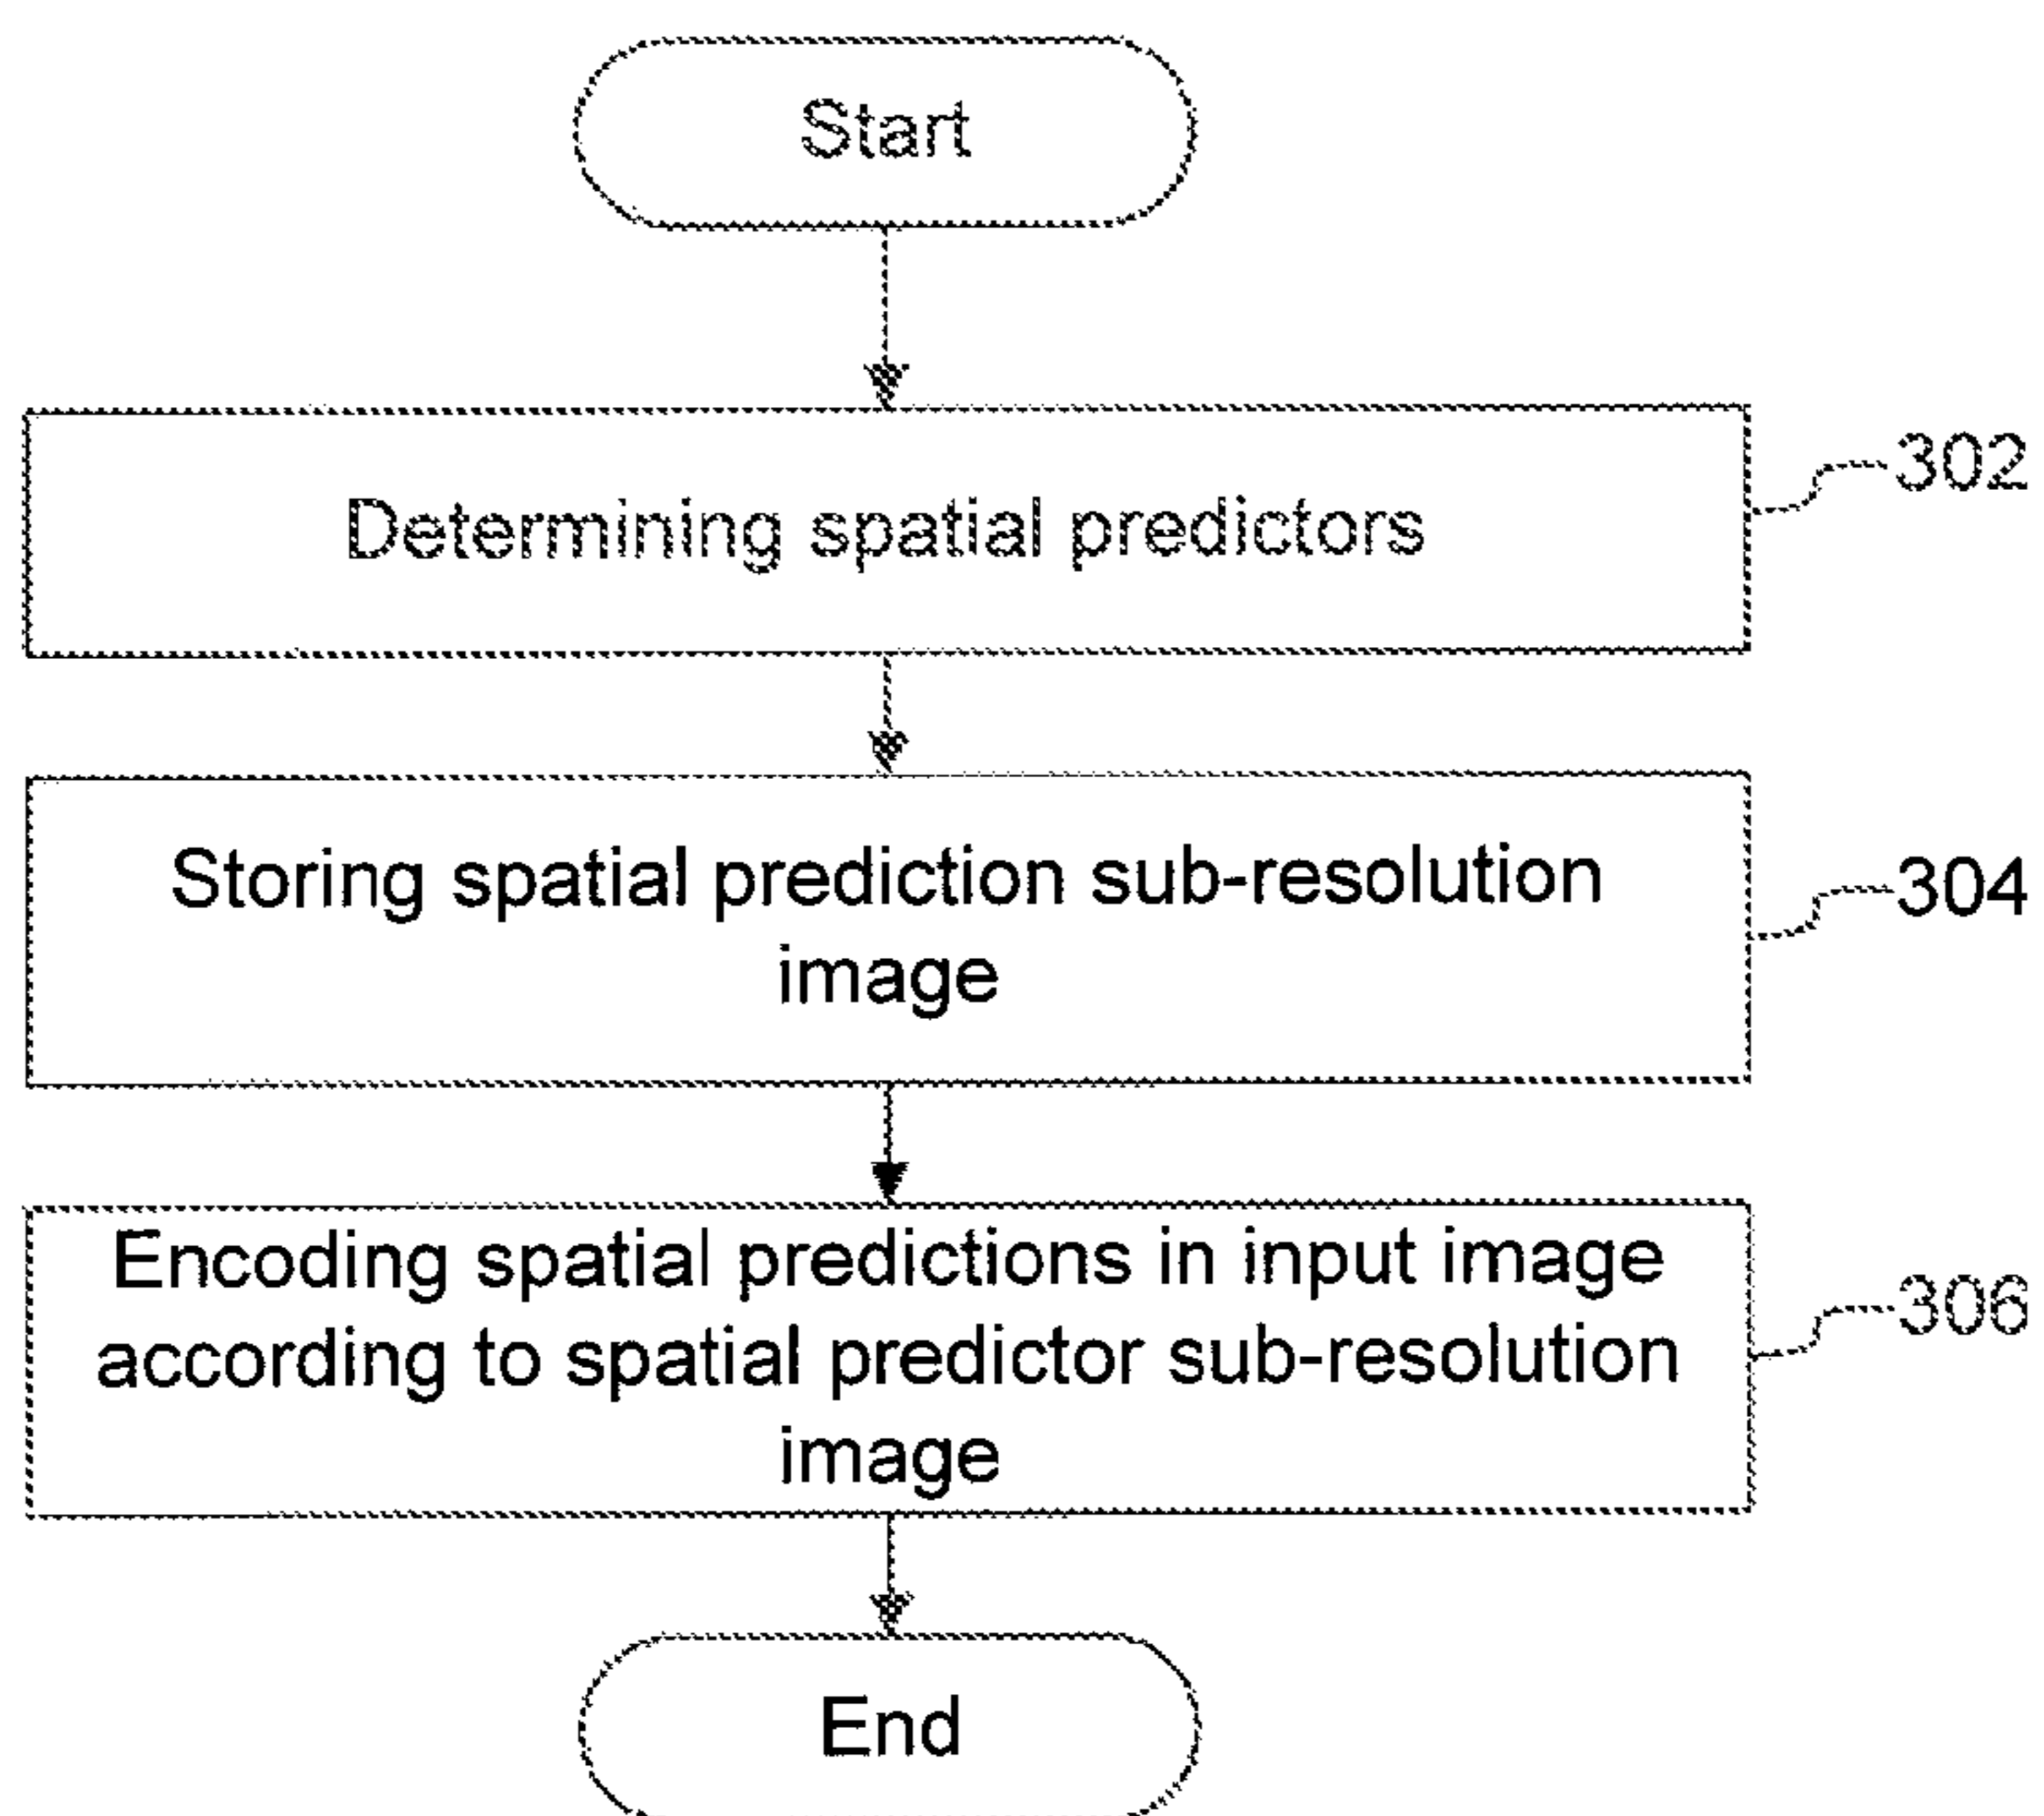 Start
Determining spatial predictors
302
Storing spatial prediction sub-resolution
image
304
Encoding spatial predictions in input image
according to spatial predictor sub-resolution
image
306
End